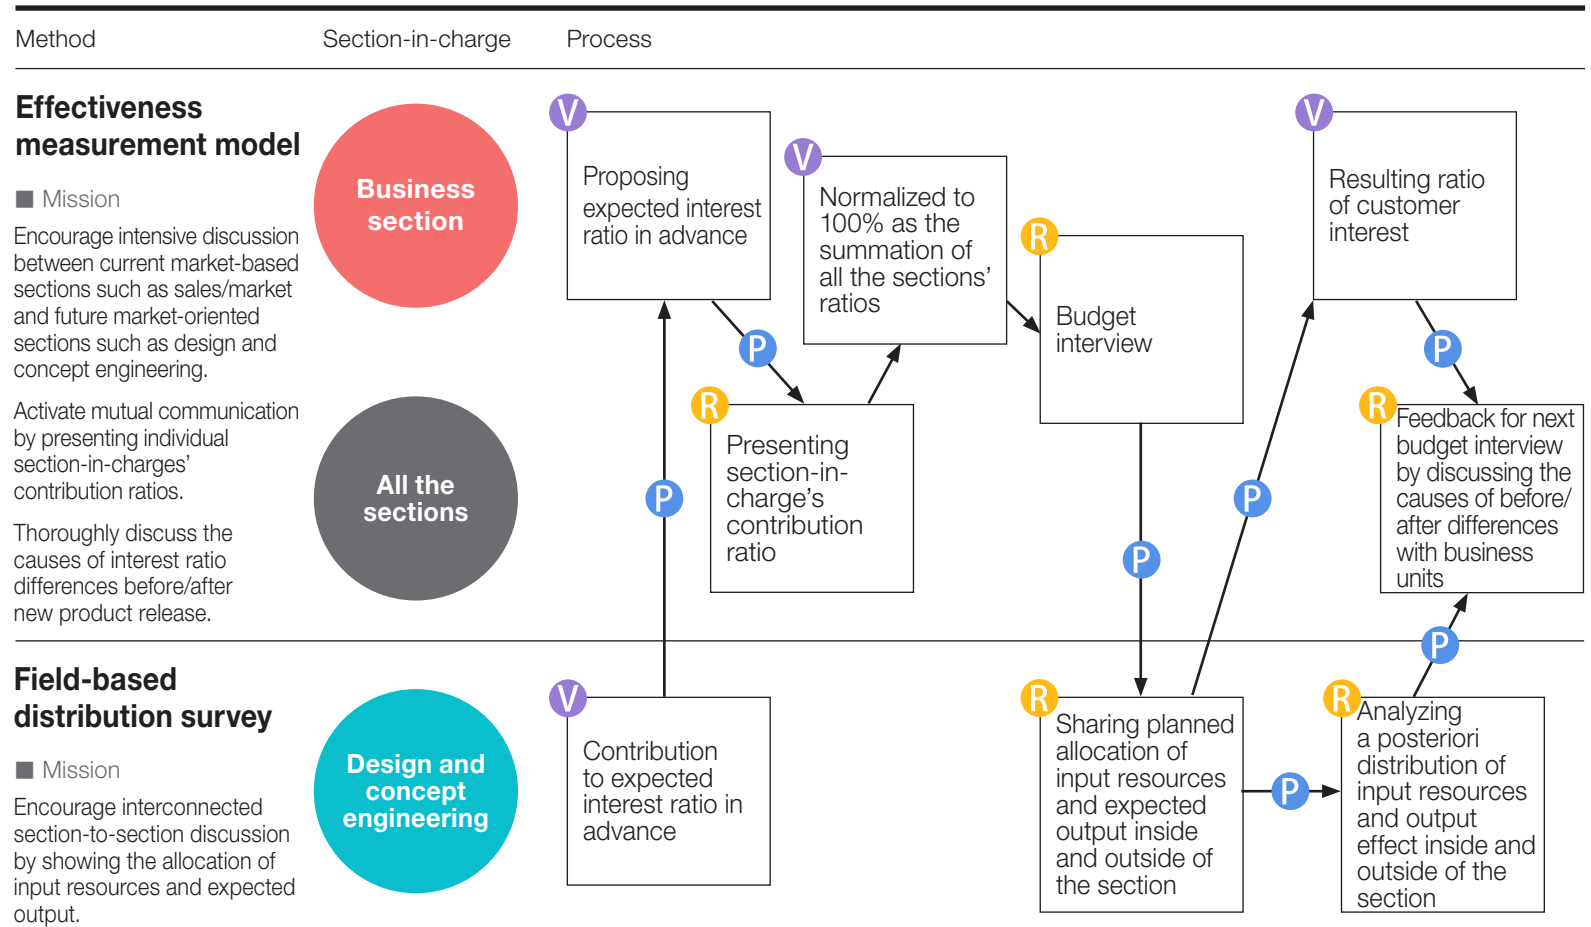 Method
Section-in-charge
Process
Effectiveness
measurement model
Mission
Encourage intensive discussion
between current market-based
sections such as sales/market
and future market-oriented
sections such as design and
concept engineering.
Activate mutual communication
by presenting individual
section-in-charges’
contribution ratios.
Thoroughly discuss the
causes of interest ratio
differences before/after
new product release.
Business
section
All the
sections
V
Proposing
expected interest
ratio in advance
P
R
Presenting
section-in-
charge’s
contribution
ratio
V
Normalized to
100% as the
summation of
all the sections’
ratios
R
Budget
interview
V
Resulting ratio
of customer
interest
P
R
Feedback for next
budget interview
by discussing the
causes of before/
after differences
with business
units
P
P
P
P
Field-based
distribution survey
Mission
Encourage interconnected
section-to-section discussion
by showing the allocation of
input resources and expected
output.
Design and
concept
engineering
V
Contribution
to expected
interest ratio in
advance
R
Sharing planned
allocation of
input resources
and expected
output inside
and outside of
the section
P
R
Analyzing
a posteriori
distribution of
input resources
and output
effect inside and
outside of the
section